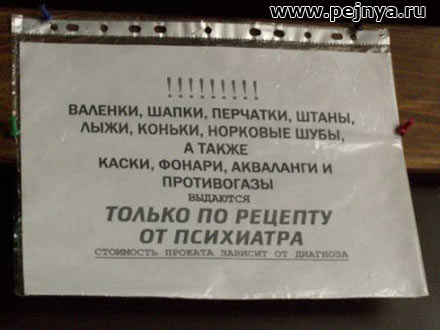 www.pejnya.ru
!!!!!!!!!
ВАЛЕНКИ, ШАПКИ, ПЕРЧАТКИ, ШТАНЫ,
ЛЫЖИ, КОНЬКИ, НОРКОВЫЕ ШУБЫ,
А ТАКЖЕ
КАСКИ, ФОНАРИ, АКВАЛАНГИ И
ПРОТИВОГАЗЫ
ВЫДАЮТСЯ
ТОЛЬКО ПО РЕЦЕПТУ
ОТ ПСИХИАТРА
СТОИМОСТЬ ПРОКАТА ЗАВИСИТ ОТ ДИАГНОЗА